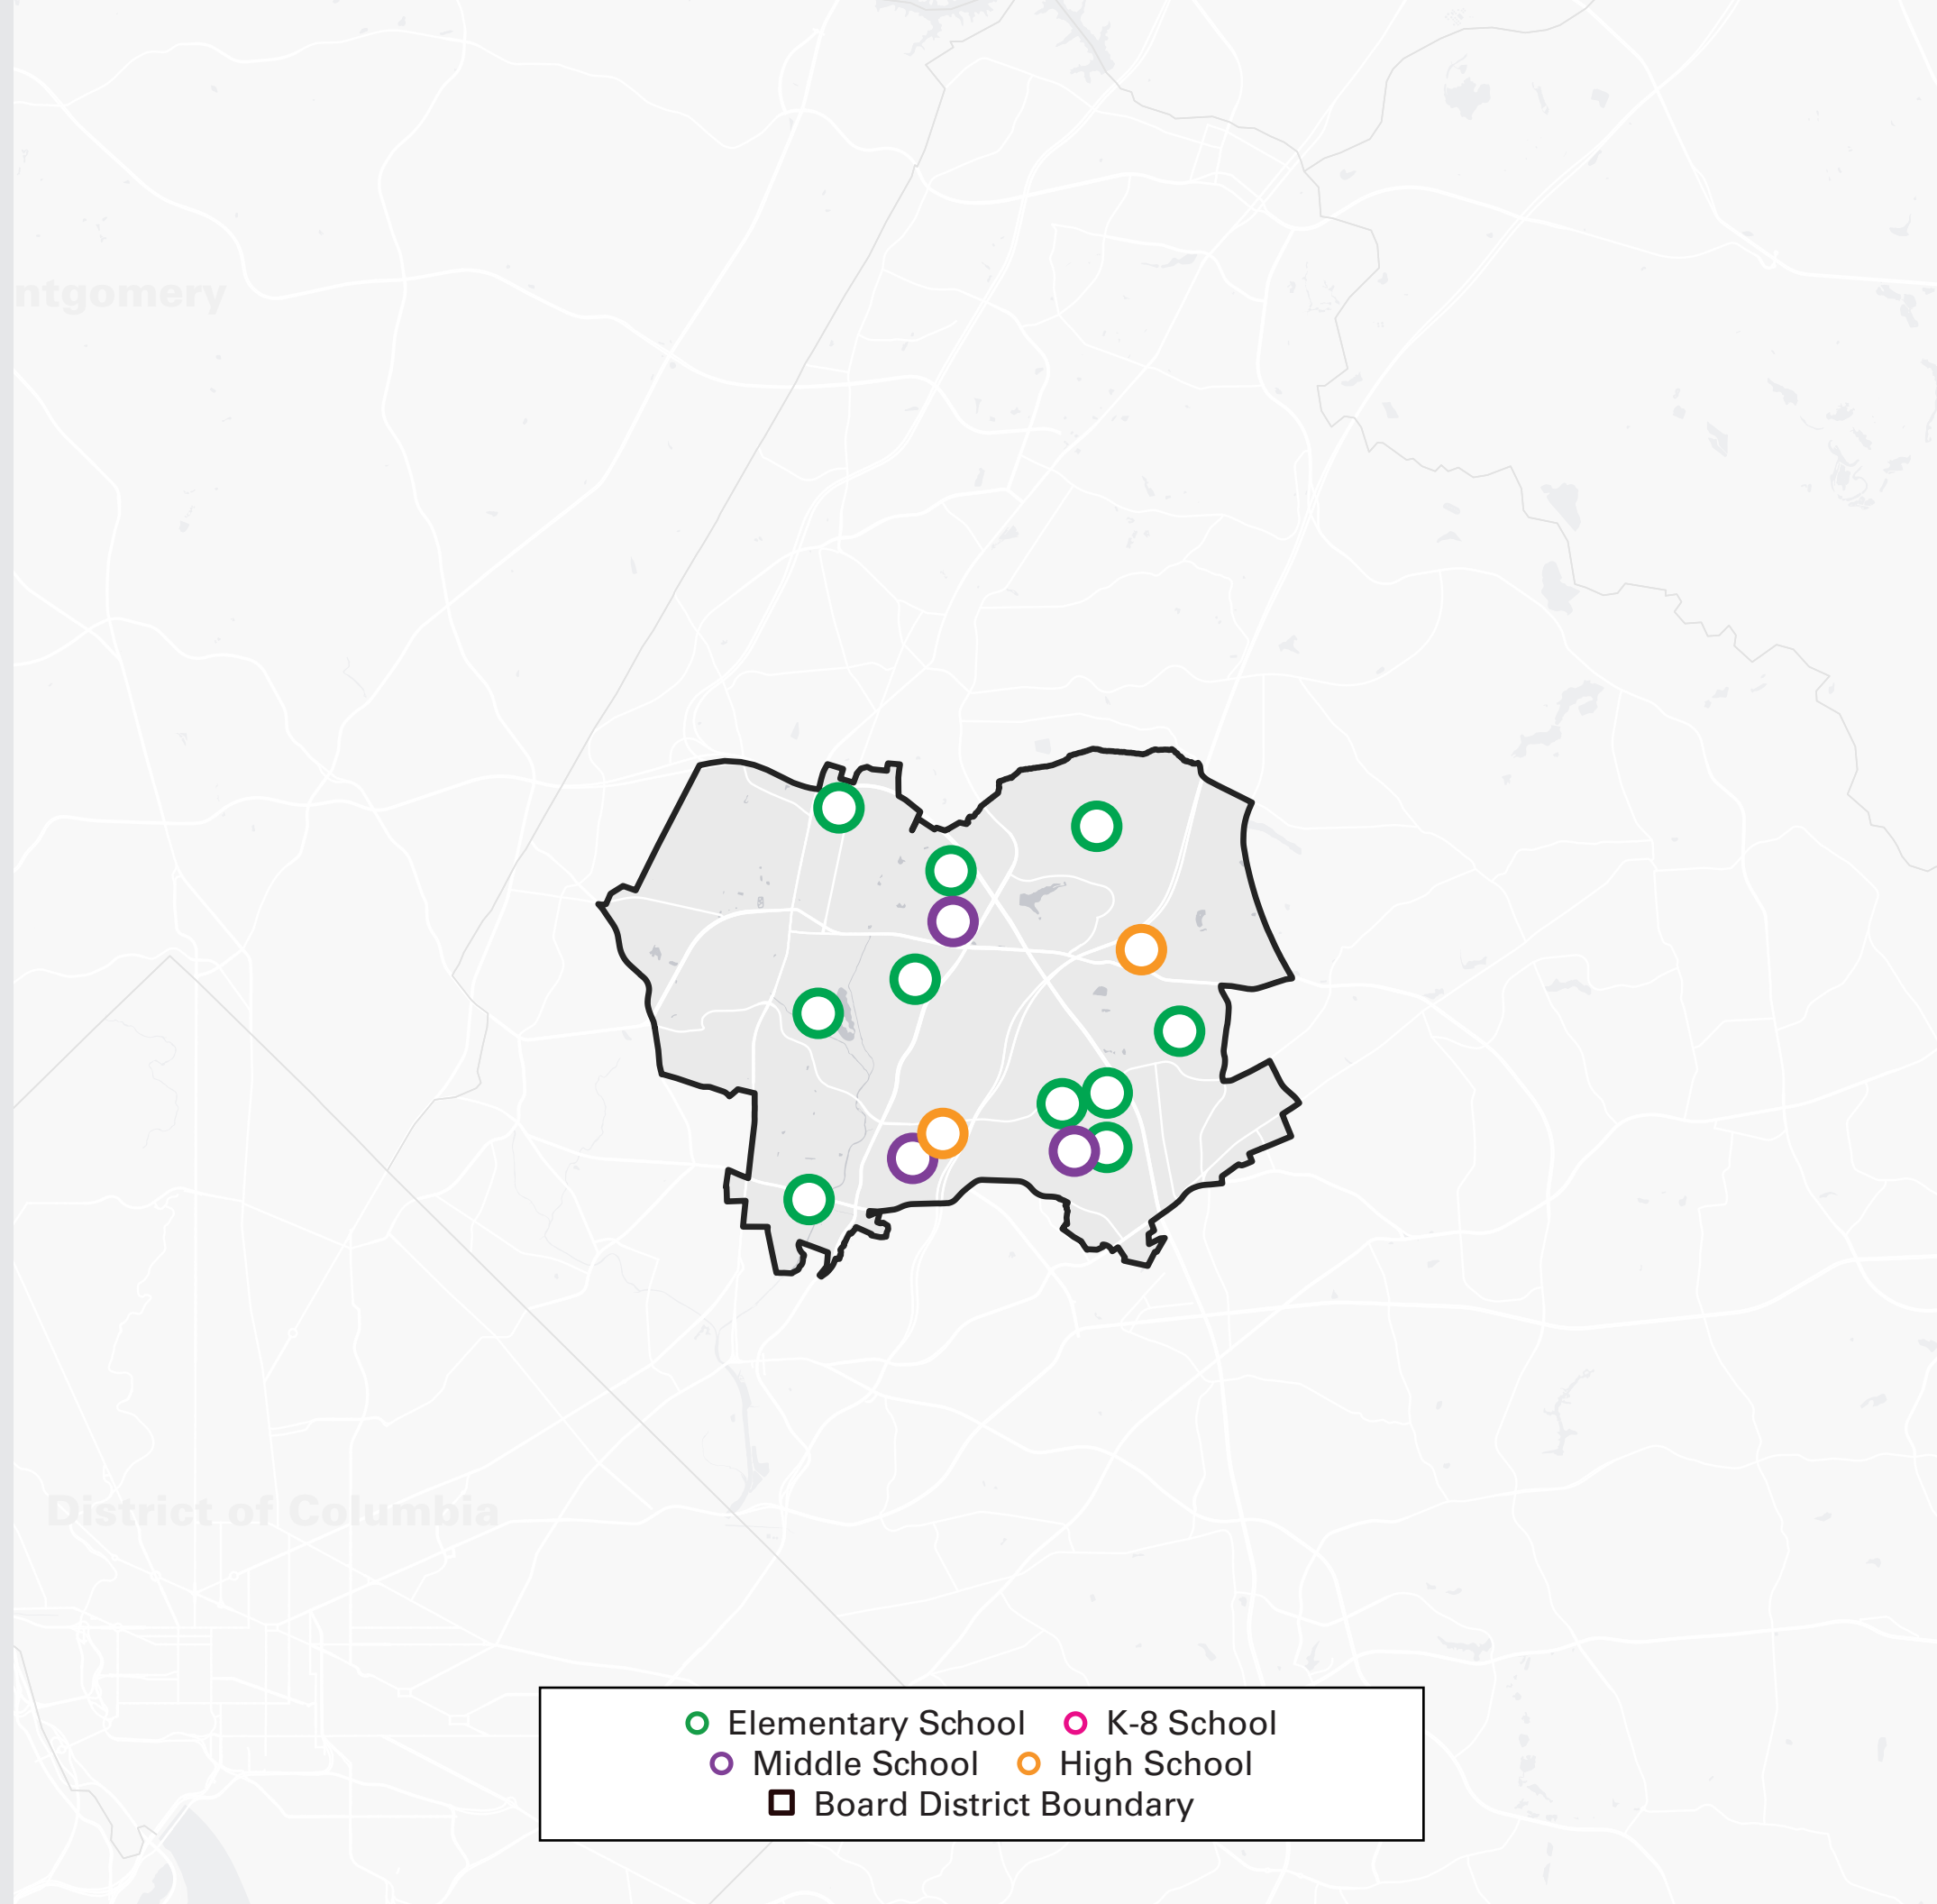 ntgomery
District of Columbia
Elementary School K-8 School
Middle School High School
Board District Boundary